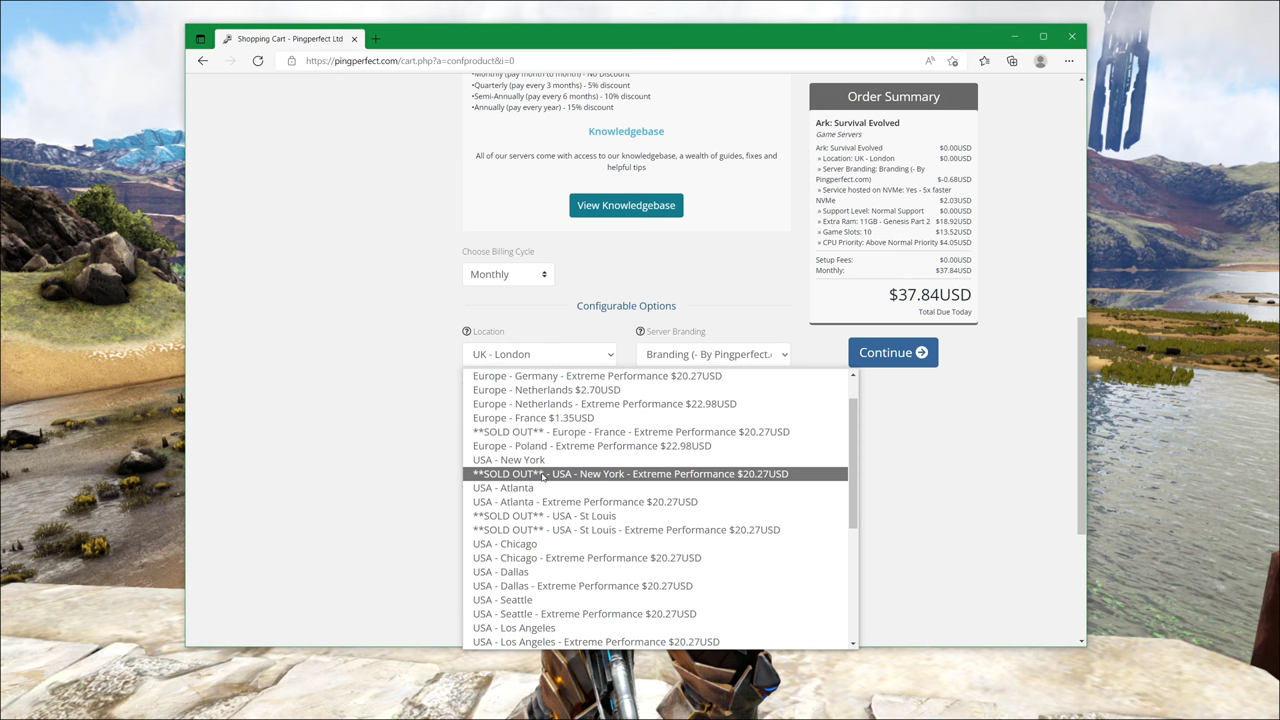 Shopping Cart - Pingperfect Ltd
https://pingperfect.com/cart.php?a=confproduct&i=0
•Monthly (pay month to month) - No Discount
•Quarterly (pay every 3 months) - 5% discount
•Semi-Annually (pay every 6 months) - 10% discount
•Annually (pay every year) - 15% discount
Knowledgebase
All of our servers come with access to our knowledgebase, a wealth of guides, fixes and
helpful tips
View Knowledgebase
Choose Billing Cycle
Monthly
Configurable Options
Location
Server Branding
UK - London
Branding (- By Pingperfect.
Europe - Germany - Extreme Performance $20.27USD
Europe - Netherlands $2.70USD
Europe - Netherlands - Extreme Performance $22.98USD
Europe - France $1.35USD
**SOLD OUT** - Europe - France - Extreme Performance $20.27USD
Europe - Poland - Extreme Performance $22.98USD
USA - New York
**SOLD OUT** - USA - New York - Extreme Performance $20.27USD
USA - Atlanta
USA - Atlanta - Extreme Performance $20.27USD
**SOLD OUT** - USA - St Louis
**SOLD OUT** - USA - St Louis - Extreme Performance $20.27USD
USA - Chicago
USA - Chicago - Extreme Performance $20.27USD
USA - Dallas
USA - Dallas - Extreme Performance $20.27USD
USA - Seattle
USA - Seattle - Extreme Performance $20.27USD
USA - Los Angeles
USA - Los Angeles - Extreme Performance $20.27USD
Order Summary
Ark: Survival Evolved
Game Servers
Ark: Survival Evolved $0.00USD
» Location: UK - London $0.00USD
» Server Branding: Branding (- By
Pingperfect.com) $-0.68USD
» Service hosted on NVMe: Yes - 5x faster
NVMe $2.03USD
» Support Level: Normal Support $0.00USD
» Extra Ram: 11GB - Genesis Part 2 $18.92USD
» Game Slots: 10 $13.52USD
» CPU Priority: Above Normal Priority $4.05USD
Setup Fees: $0.00USD
Monthly: $37.84USD
$37.84USD
Total Due Today
Continue